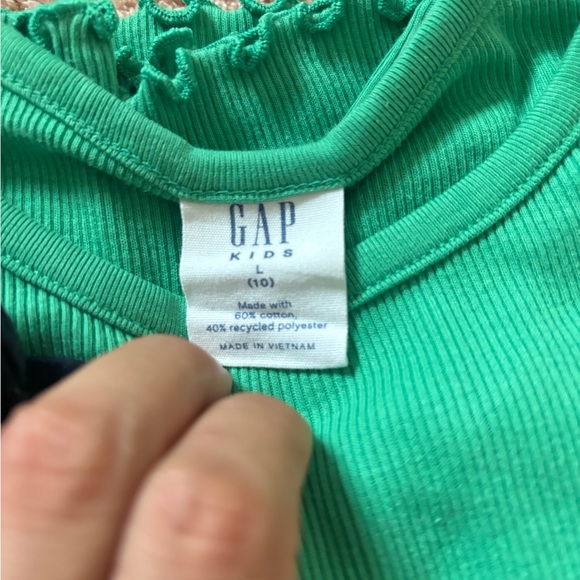 GAP
KIDS
L
(10)
Made with
60% cotton,
40% recycled polyester
MADE IN VIETNAM